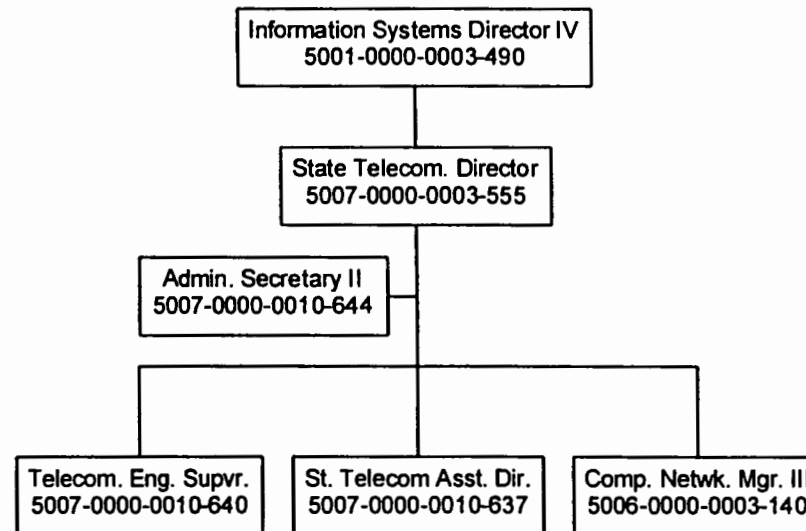 Information Systems Director IV
5001-0000-0003-490
State Telecom. Director
5007-0000-0003-555
Admin. Secretary II
5007-0000-0010-644
Telecom. Eng. Supvr.
5007-0000-0010-640
St. Telecom Asst. Dir.
5007-0000-0010-637
Comp. Netwk. Mgr. III
5006-0000-0003-140